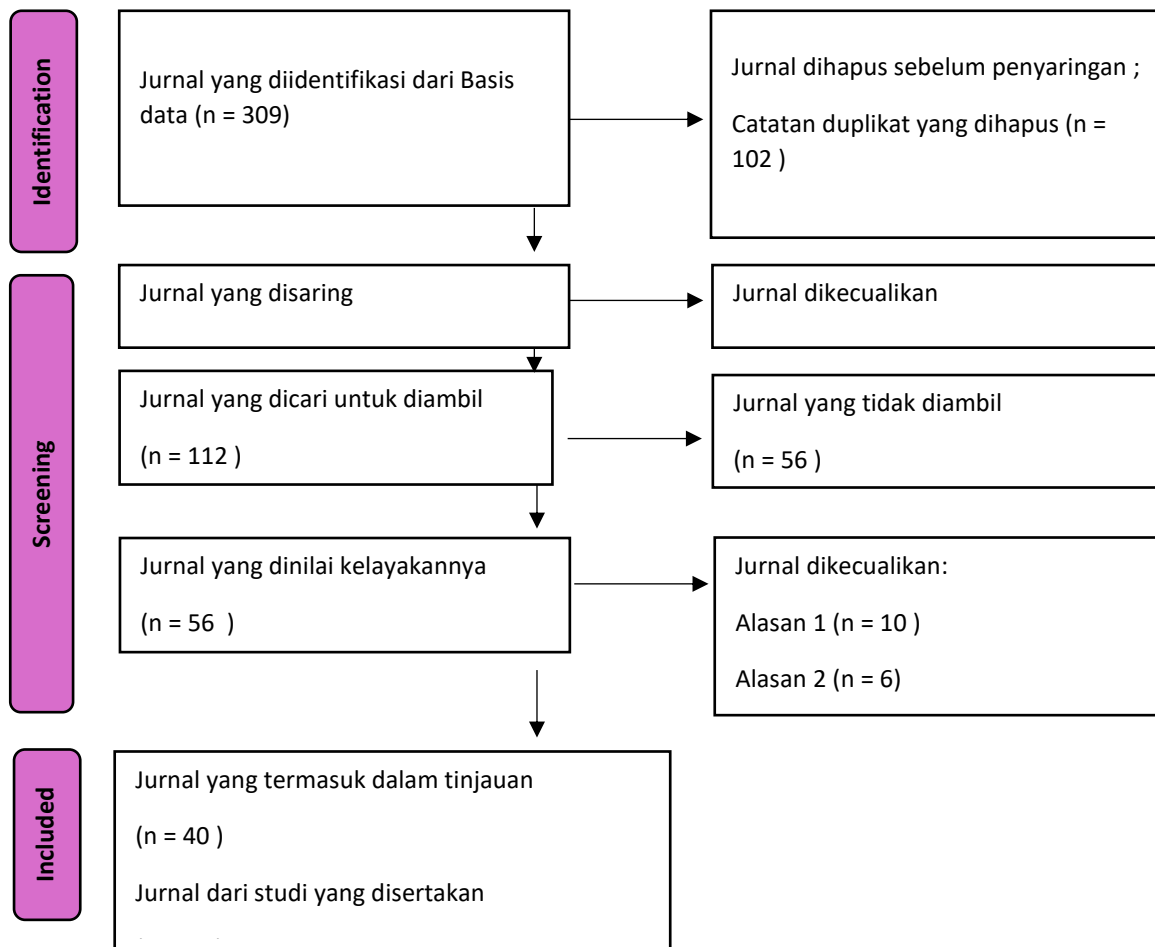 Identification
Jurnal yang diidentifikasi dari Basis
data (n = 309)
Jurnal dihapus sebelum penyaringan ;
Catatan duplikat yang dihapus (n =
102 )
Screening
Jurnal yang disaring
Jurnal dikecualikan
Jurnal yang dicari untuk diambil
(n = 112 )
Jurnal yang tidak diambil
(n = 56 )
Jurnal yang dinilai kelayakannya
(n = 56 )
Jurnal dikecualikan:
Alasan 1 (n = 10 )
Alasan 2 (n = 6)
Included
Jurnal yang termasuk dalam tinjauan
(n = 40 )
Jurnal dari studi yang disertakan